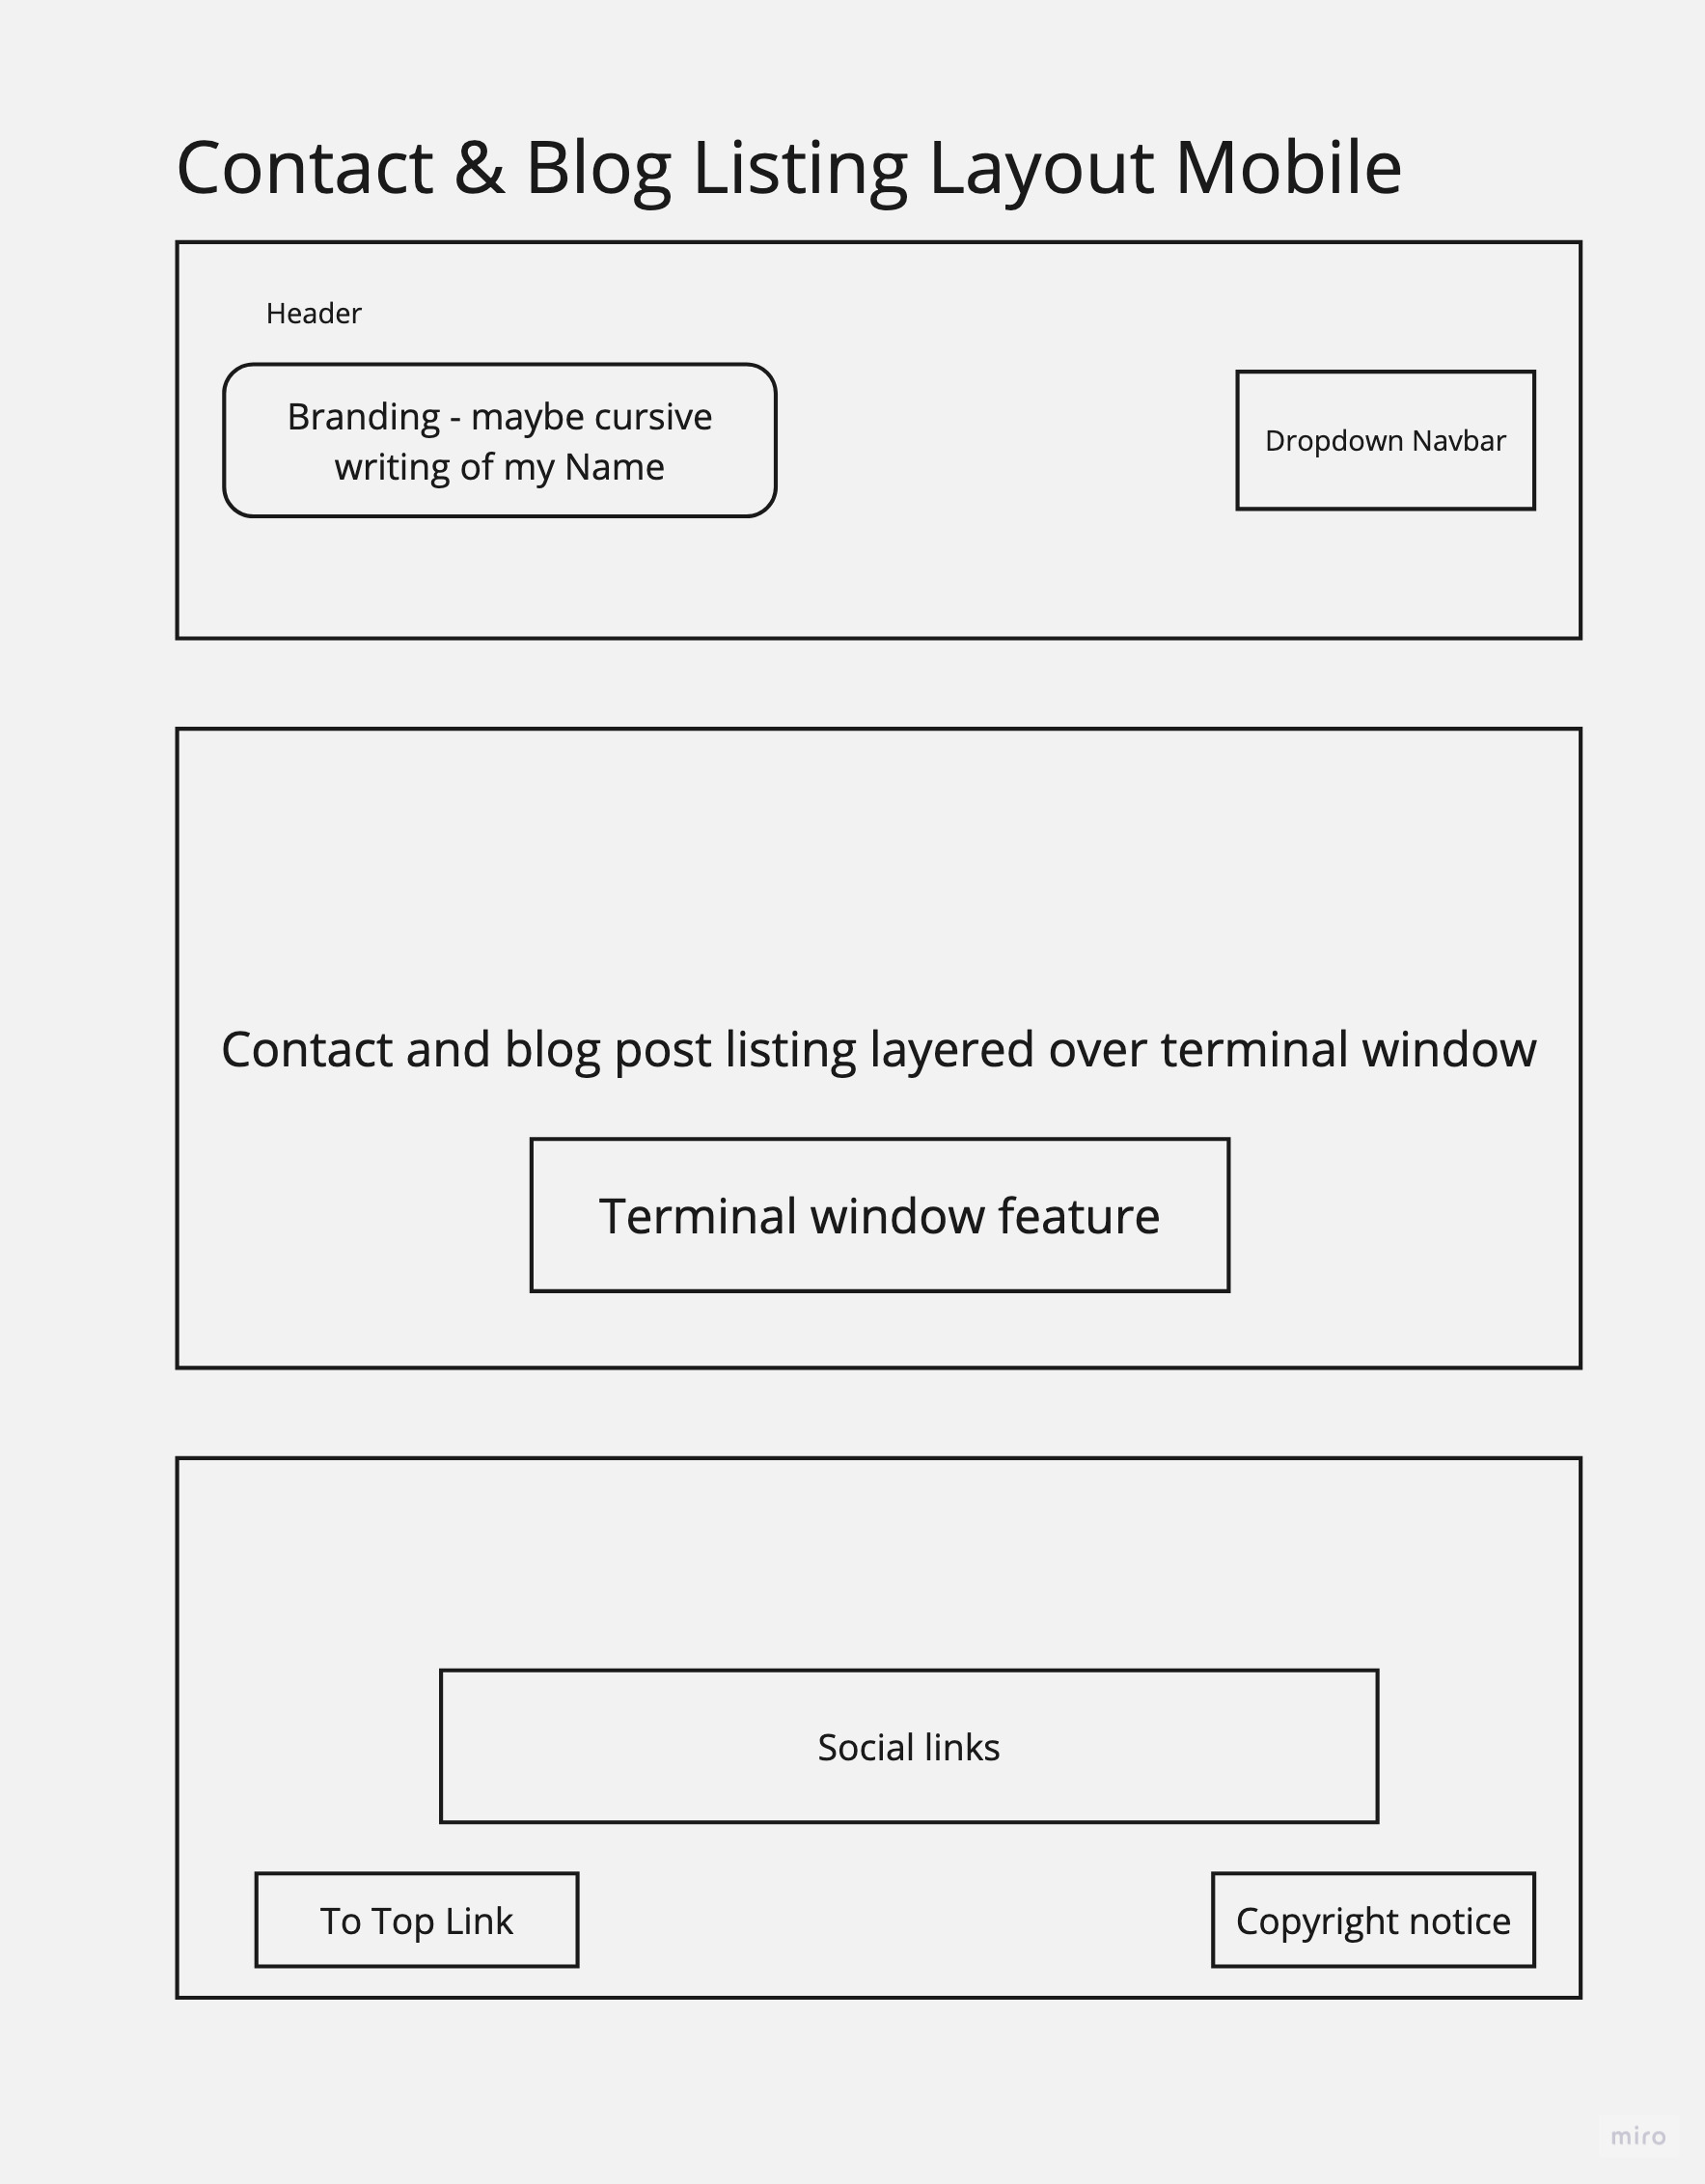 Contact & Blog Listing Layout Mobile
Header
Branding - maybe cursive
writing of my Name
Dropdown Navbar
Contact and blog post listing layered over terminal window
Terminal window feature
Social links
To Top Link
Copyright notice
miro